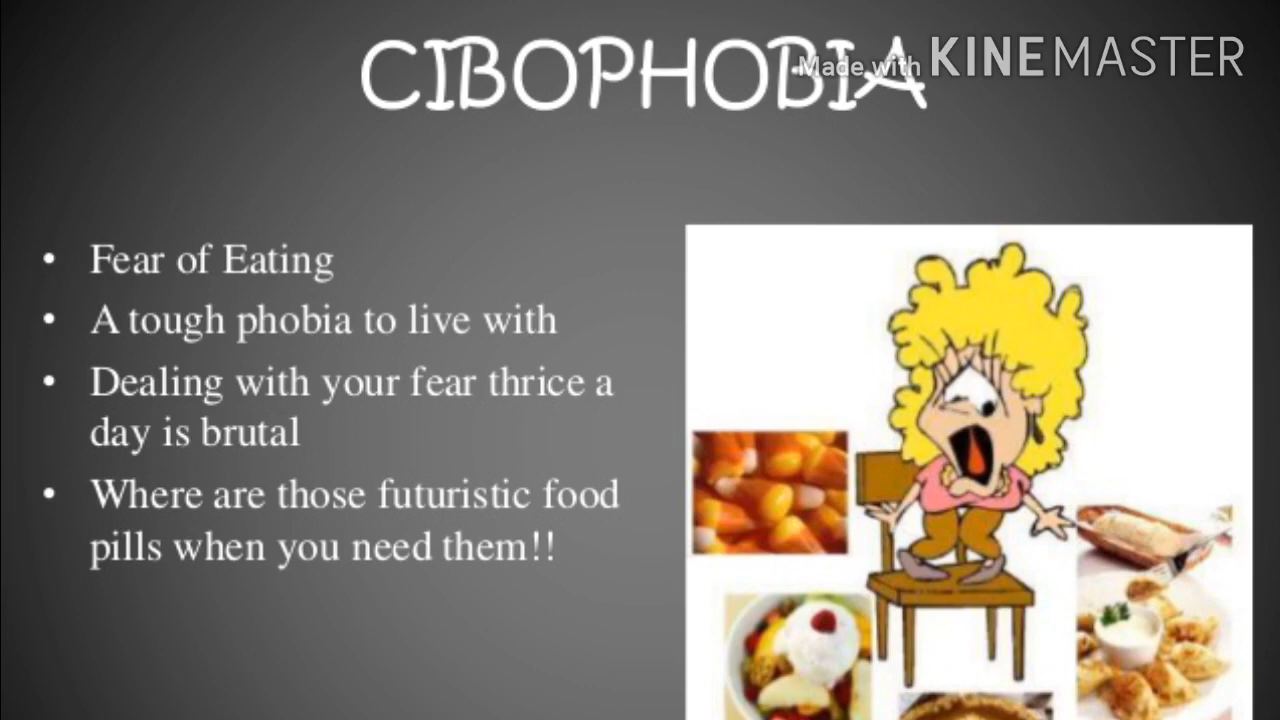 CIBOPHOBIA
Made with KINEMASTER
• Fear of Eating
• A tough phobia to live with
• Dealing with your fear thrice a
day is brutal
• Where are those futuristic food
pills when you need them!!